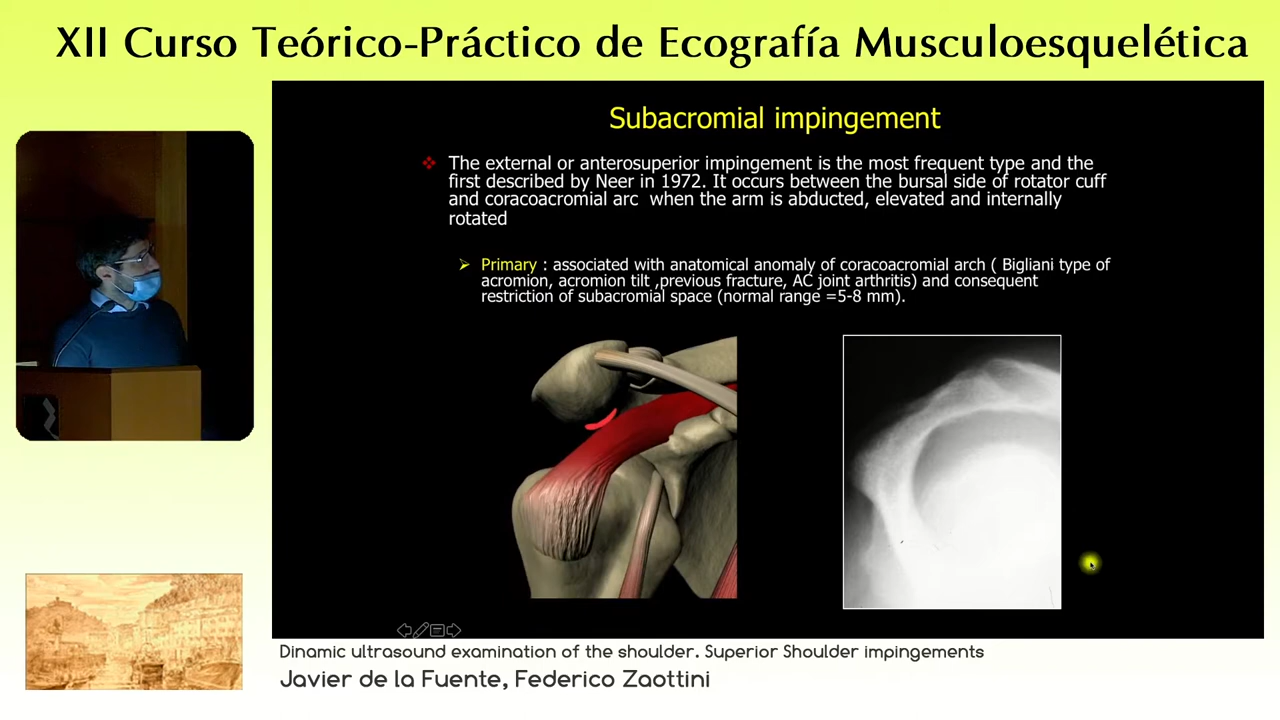 XII Curso Teórico-Práctico de Ecografía Musculoesquelética
Subacromial impingement
The external or anterosuperior impingement is the most frequent type and the
first described by Neer in 1972. It occurs between the bursal side of rotator cuff
and coracoacromial arc when the arm is abducted, elevated and internally
rotated
Primary : associated with anatomical anomaly of coracoacromial arch ( Bigliani type of
acromion, acromion tilt ,previous fracture, AC joint arthritis) and consequent
restriction of subacromial space (normal range =5-8 mm).
Dinamic ultrasound examination of the shoulder. Superior Shoulder impingements
Javier de la Fuente, Federico Zaottini